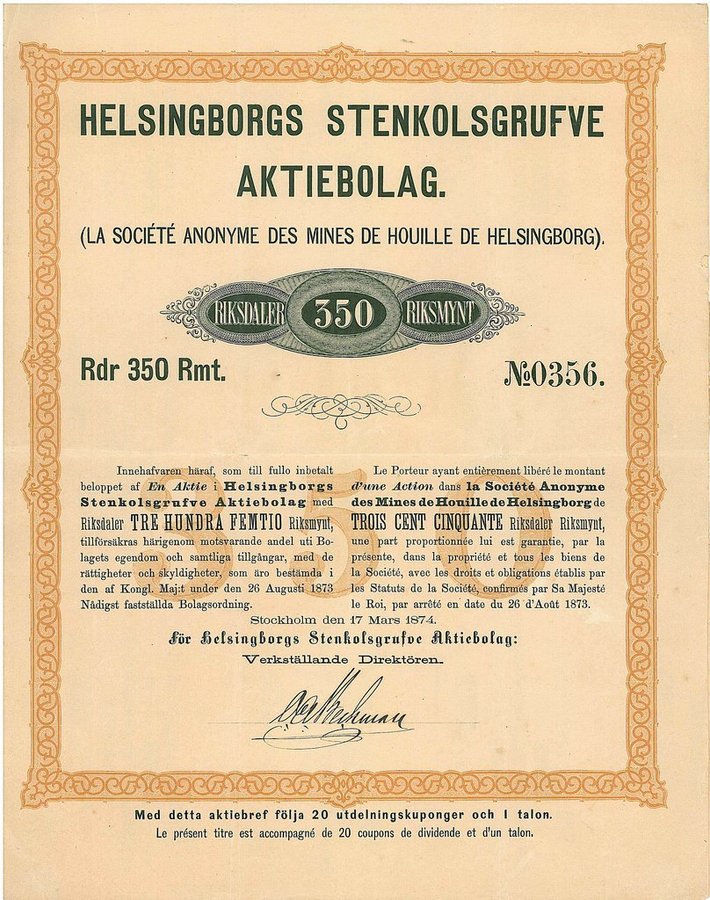 HELSINGBORGS STENKOLSGRUFVE
AKTIEBOLAG.
(LA SOCIÉTÉ ANONYME DES MINES DE HOUILLE DE HELSINGBORG).
RIKSDALER 350 RIKSMYNT
Rdr 350 Rmt.
№0356.
350
Innehafvaren häraf, som till fullo inbetalt
beloppet af En Aktie i Helsingborgs
Stenkolsgrufve Aktiebolag med
Riksdaler TRE HUNDRA FEMTIO Riksmynt,
tillförsäkras härigenom motsvarande andel uti Bo-
lagets egendom och samtliga tillgångar, med de
rättigheter och skyldigheter, som äro bestämda i
den af Kongl. Maj:t under den 26 Augusti 1873
Nådigst fastställda Bolagsordning.
Le Porteur ayant entièrement libéré le montant
d'une Action dans la Société Anonyme
des Mines de Houille de Helsingborg de
TROIS CENT CINQUANTE Riksdaler Riksmynt,
une part proportionnée lui est garantie, par la
présente, dans la propriété et tous les biens de
la Société, avec les droits et obligations établis par
les Statuts de la Société, confirmés par Sa Majesté
le Roi, par arrêté en date du 26 d'Août 1873.
Stockholm den 17 Mars 1874.
För Helsingborgs Stenkolsgrufve Aktiebolag:
Verkställande Direktören.
Med detta aktiebref följa 20 utdelningskuponger och 1 talon.
Le présent titre est accompagné de 20 coupons de dividende et d'un talon.